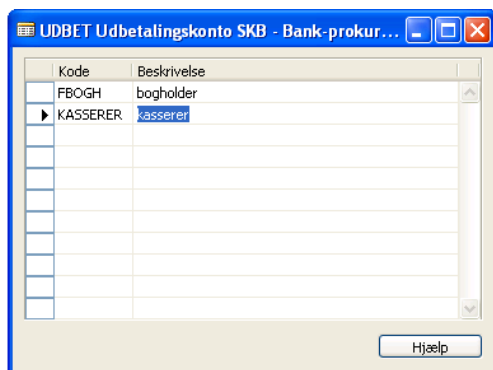 UDBET Udbetalingskonto SKB - Bank-prokur...
Kode Beskrivelse
FBOGH bogholder
KASSERER kasserer
Hjælp